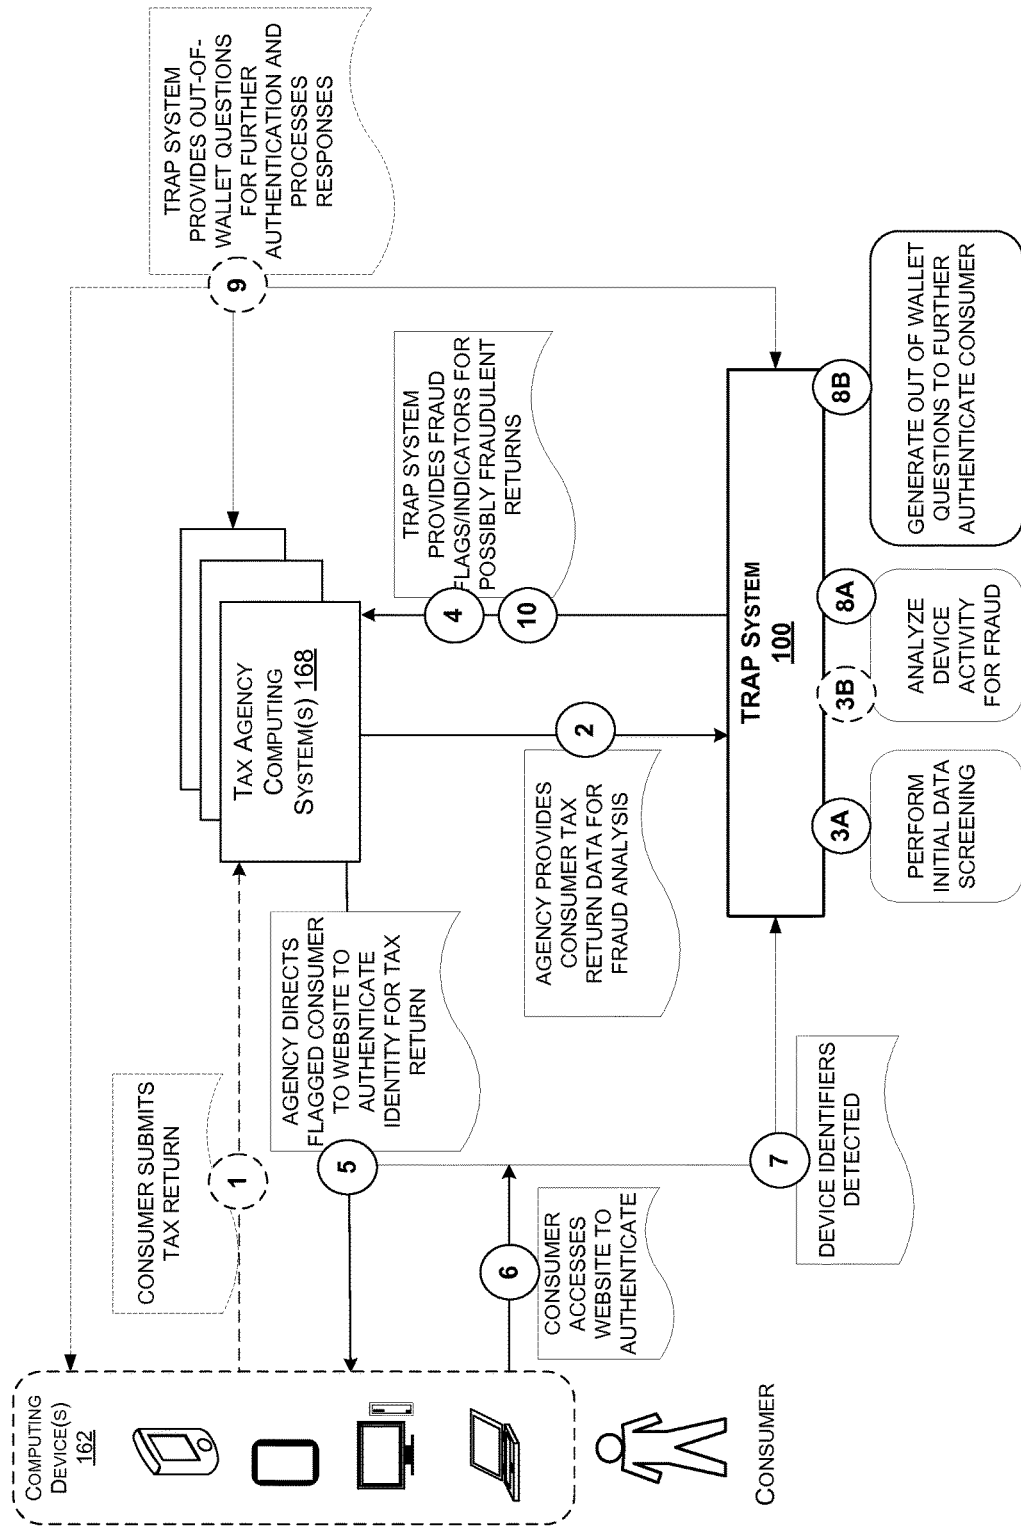 COMPUTING
DEVICE(S)
162
CONSUMER
CONSUMER SUBMITS
TAX RETURN
1
AGENCY DIRECTS
FLAGGED CONSUMER
TO WEBSITE TO
AUTHENTICATE
IDENTITY FOR TAX
RETURN
5
CONSUMER
ACCESSES
WEBSITE TO
AUTHENTICATE
6
DEVICE IDENTIFIERS
DETECTED
7
TAX AGENCY
COMPUTING
SYSTEM(S) 168
AGENCY PROVIDES
CONSUMER TAX
RETURN DATA FOR
FRAUD ANALYSIS
2
TRAP SYSTEM
PROVIDES FRAUD
FLAGS/INDICATORS FOR
POSSIBLY FRAUDULENT
RETURNS
4
10
TRAP SYSTEM
PROVIDES OUT-OF-
WALLET QUESTIONS
FOR FURTHER
AUTHENTICATION AND
PROCESSES
RESPONSES
9
TRAP SYSTEM
100
3A
PERFORM
INITIAL DATA
SCREENING
3B
8A
ANALYZE
DEVICE
ACTIVITY
FOR FRAUD
8B
GENERATE OUT OF WALLET
QUESTIONS TO FURTHER
AUTHENTICATE CONSUMER